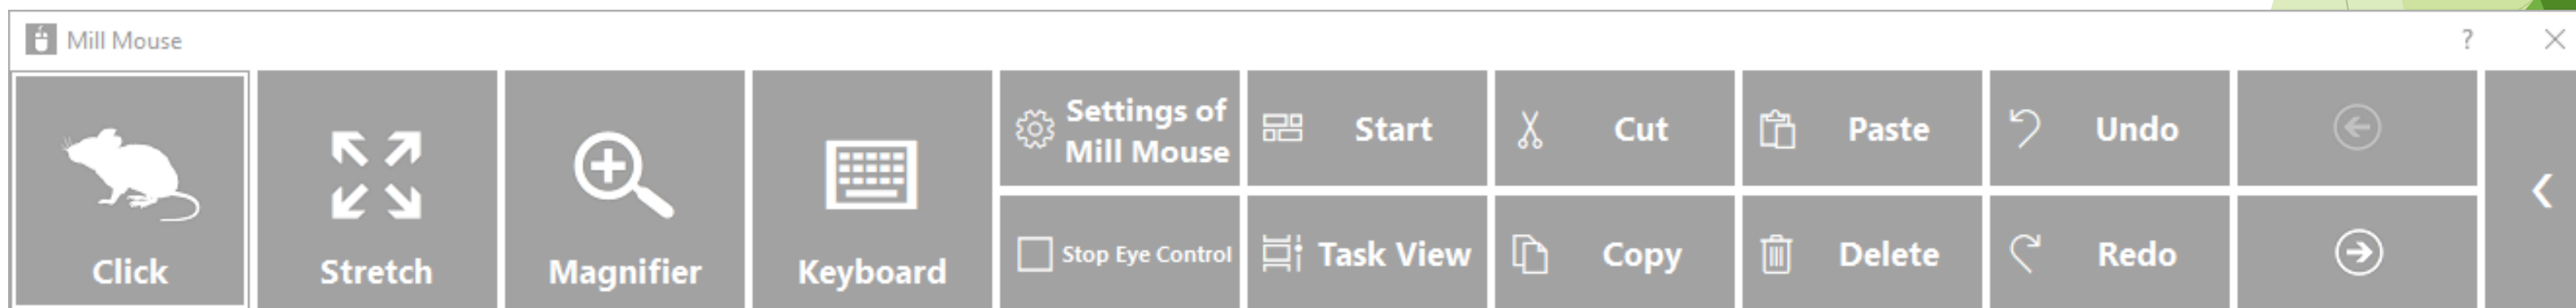 Mill Mouse
?
Click
Stretch
Magnifier
Keyboard
Settings of
Mill Mouse
Stop Eye Control
Start
Task View
Cut
Copy
Paste
Delete
Undo
Redo